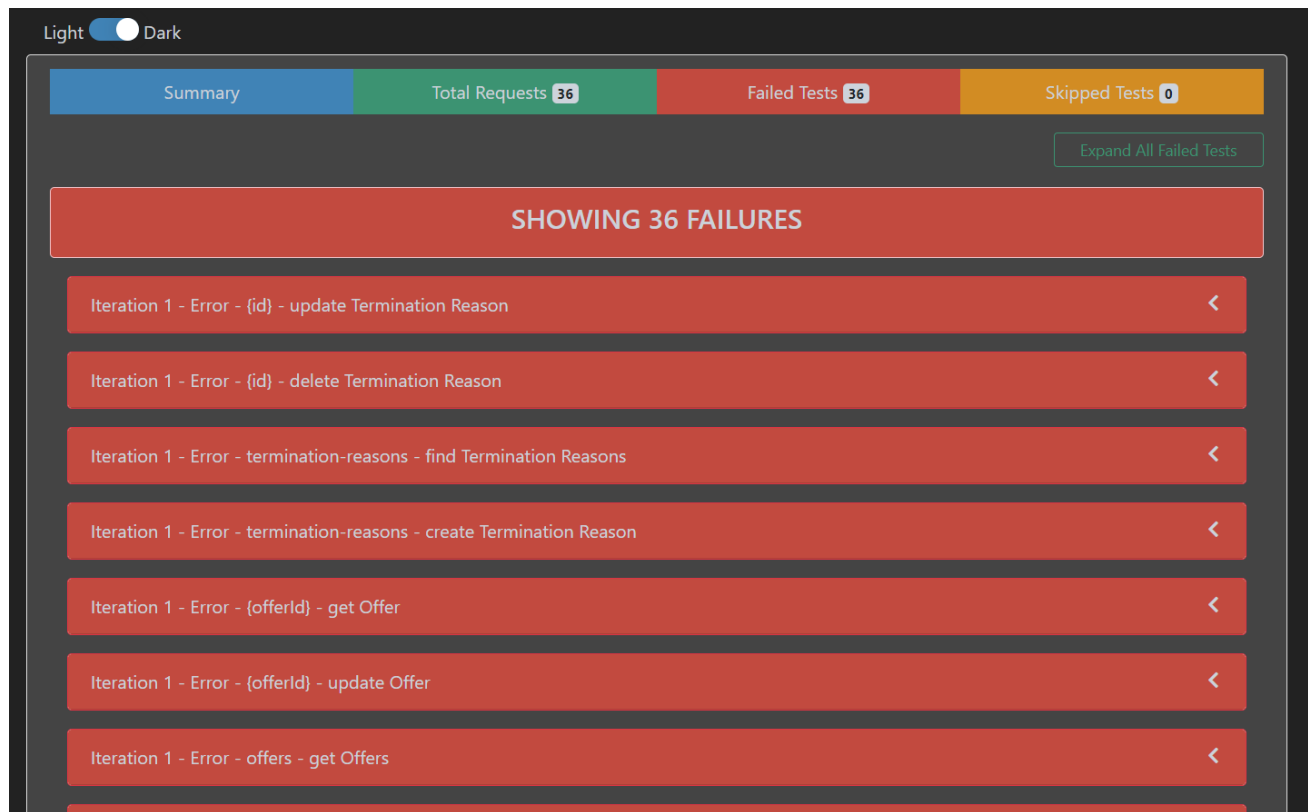 Light Dark
Summary Total Requests 36 Failed Tests 36 Skipped Tests 0
Expand All Failed Tests
SHOWING 36 FAILURES
Iteration 1 - Error - {id} - update Termination Reason
Iteration 1 - Error - {id} - delete Termination Reason
Iteration 1 - Error - termination-reasons - find Termination Reasons
Iteration 1 - Error - termination-reasons - create Termination Reason
Iteration 1 - Error - {offerId} - get Offer
Iteration 1 - Error - {offerId} - update Offer
Iteration 1 - Error - offers - get Offers